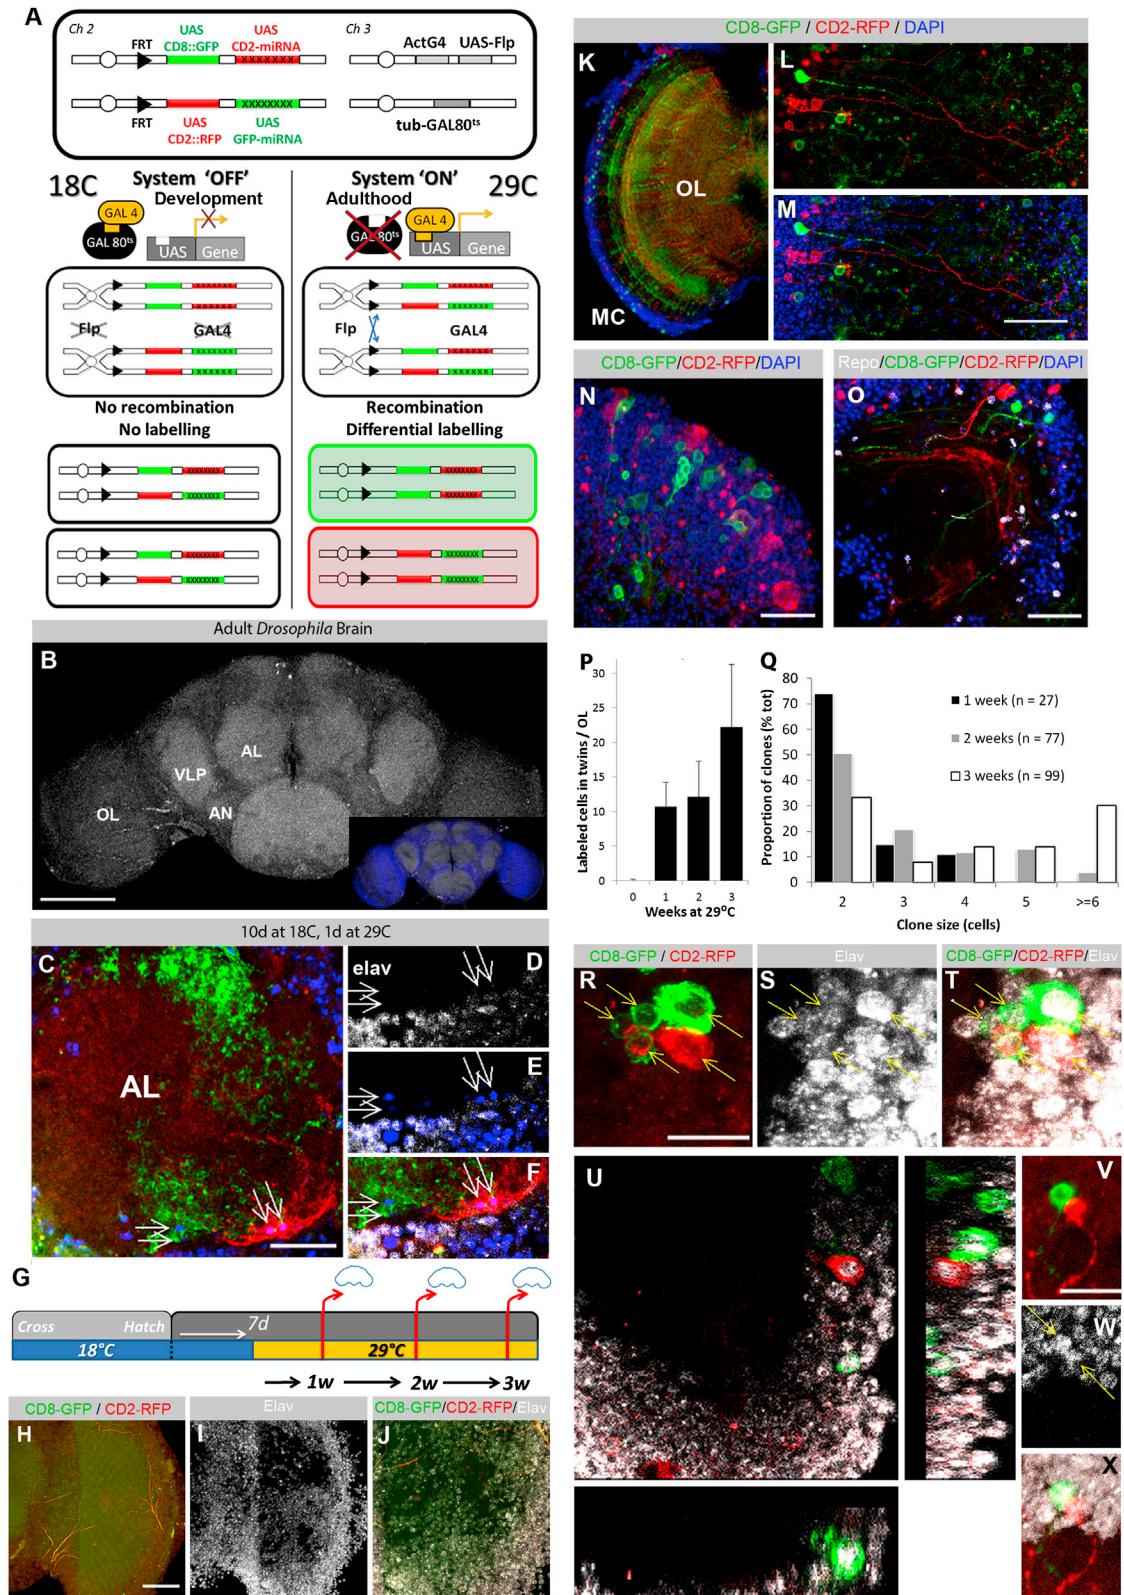 A
Ch 2
UAS
CD8::GFP
UAS
CD2-miRNA
FRT
XXXXXXX
FRT
XXXXXXXX
UAS
CD2::RFP
UAS
GFP-miRNA
Ch 3
ActG4
UAS-Flp
tub-GAL80ts
18C
System 'OFF'
Development
GAL 4
GAL 80ts
UAS
Gene
System 'ON'
Adulthood
29C
GAL 80ts
GAL 4
UAS
Gene
Flp
GAL4
Flp
GAL4
No recombination
No labelling
Recombination
Differential labelling
Adult Drosophila Brain
B
AL
VLP
OL
AN
10d at 18C, 1d at 29C
C
AL
elav
D
E
F
G
Cross
Hatch
7d
18°C
29°C
1w
2w
3w
CD8-GFP / CD2-RFP
H
Elav
I
CD8-GFP/CD2-RFP/Elav
J
CD8-GFP / CD2-RFP / DAPI
K
OL
MC
L
M
CD8-GFP/CD2-RFP/DAPI
N
Repo/CD8-GFP/CD2-RFP/DAPI
O
P
Labeled cells in twins / OL
30
25
20
15
10
5
0
0 1 2 3
Weeks at 29°C
Q
Proportion of clones (% tot)
80
70
60
50
40
30
20
10
0
1 week (n = 27)
2 weeks (n = 77)
3 weeks (n = 99)
2 3 4 5 >=6
Clone size (cells)
CD8-GFP / CD2-RFP
R
Elav
S
CD8-GFP/CD2-RFP/Elav
T
U
V
W
X